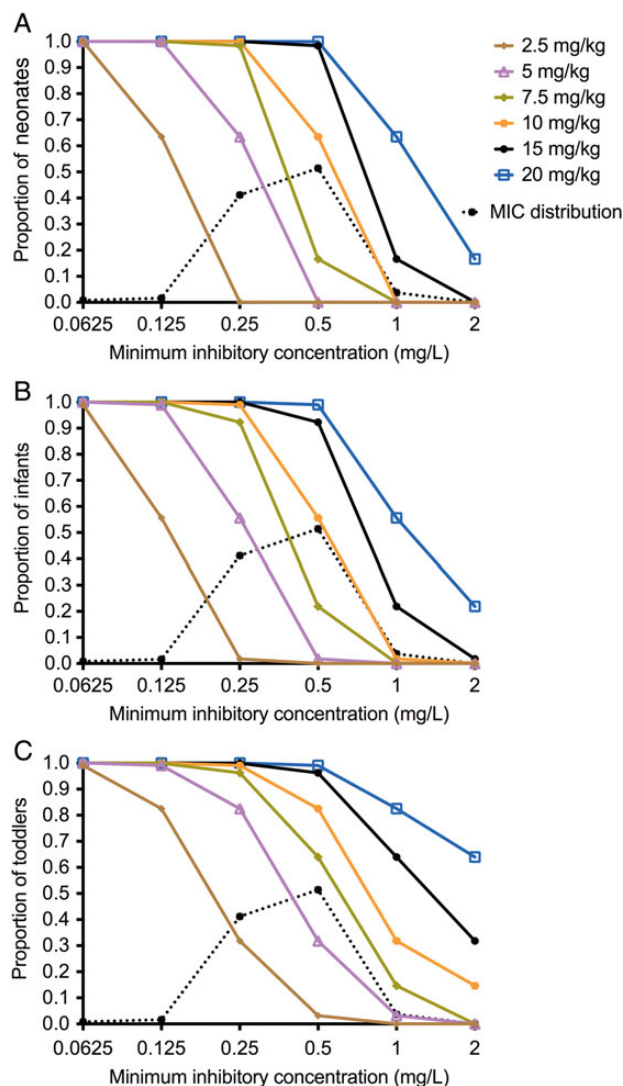 A
1.0
0.9
0.8
0.7
0.6
0.5
0.4
0.3
0.2
0.1
0.0
Proportion of neonates
0.0625 0.125 0.25 0.5 1 2
Minimum inhibitory concentration (mg/L)
2.5 mg/kg
5 mg/kg
7.5 mg/kg
10 mg/kg
15 mg/kg
20 mg/kg
MIC distribution
B
1.0
0.9
0.8
0.7
0.6
0.5
0.4
0.3
0.2
0.1
0.0
Proportion of infants
0.0625 0.125 0.25 0.5 1 2
Minimum inhibitory concentration (mg/L)
C
1.0
0.9
0.8
0.7
0.6
0.5
0.4
0.3
0.2
0.1
0.0
Proportion of toddlers
0.0625 0.125 0.25 0.5 1 2
Minimum inhibitory concentration (mg/L)